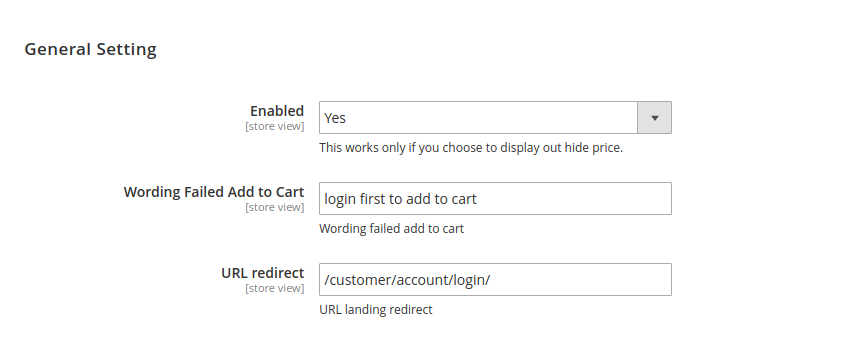 General Setting
Enabled
[store view]
Yes
This works only if you choose to display out hide price.
Wording Failed Add to Cart
[store view]
login first to add to cart
Wording failed add to cart
URL redirect
[store view]
/customer/account/login/
URL landing redirect